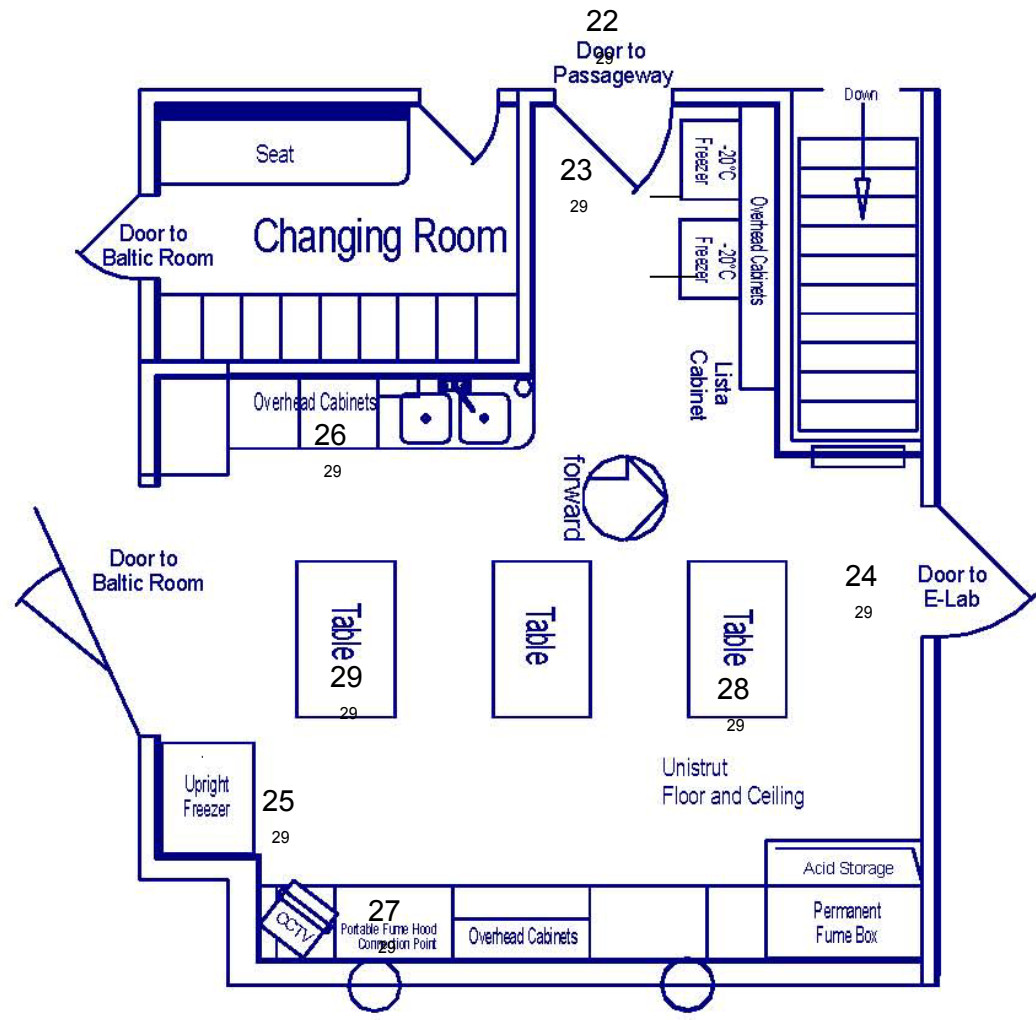 22
Door to
29
Passageway
Down
Seat
23
29
-20°C
Freezer
Door to
Baltic Room
Changing Room
-20°C
Freezer
Overhead Cabinets
Lista
Cabinet
Overhead Cabinets
26
29
forward
Door to
Baltic Room
24
29
Door to
E-Lab
Table
29
29
Table
Table
28
29
Unistrut
Floor and Ceiling
Upright
Freezer
25
29
Acid Storage
CCTV
27
Portable Fume Hood
Connection Point
29
Overhead Cabinets
Permanent
Fume Box